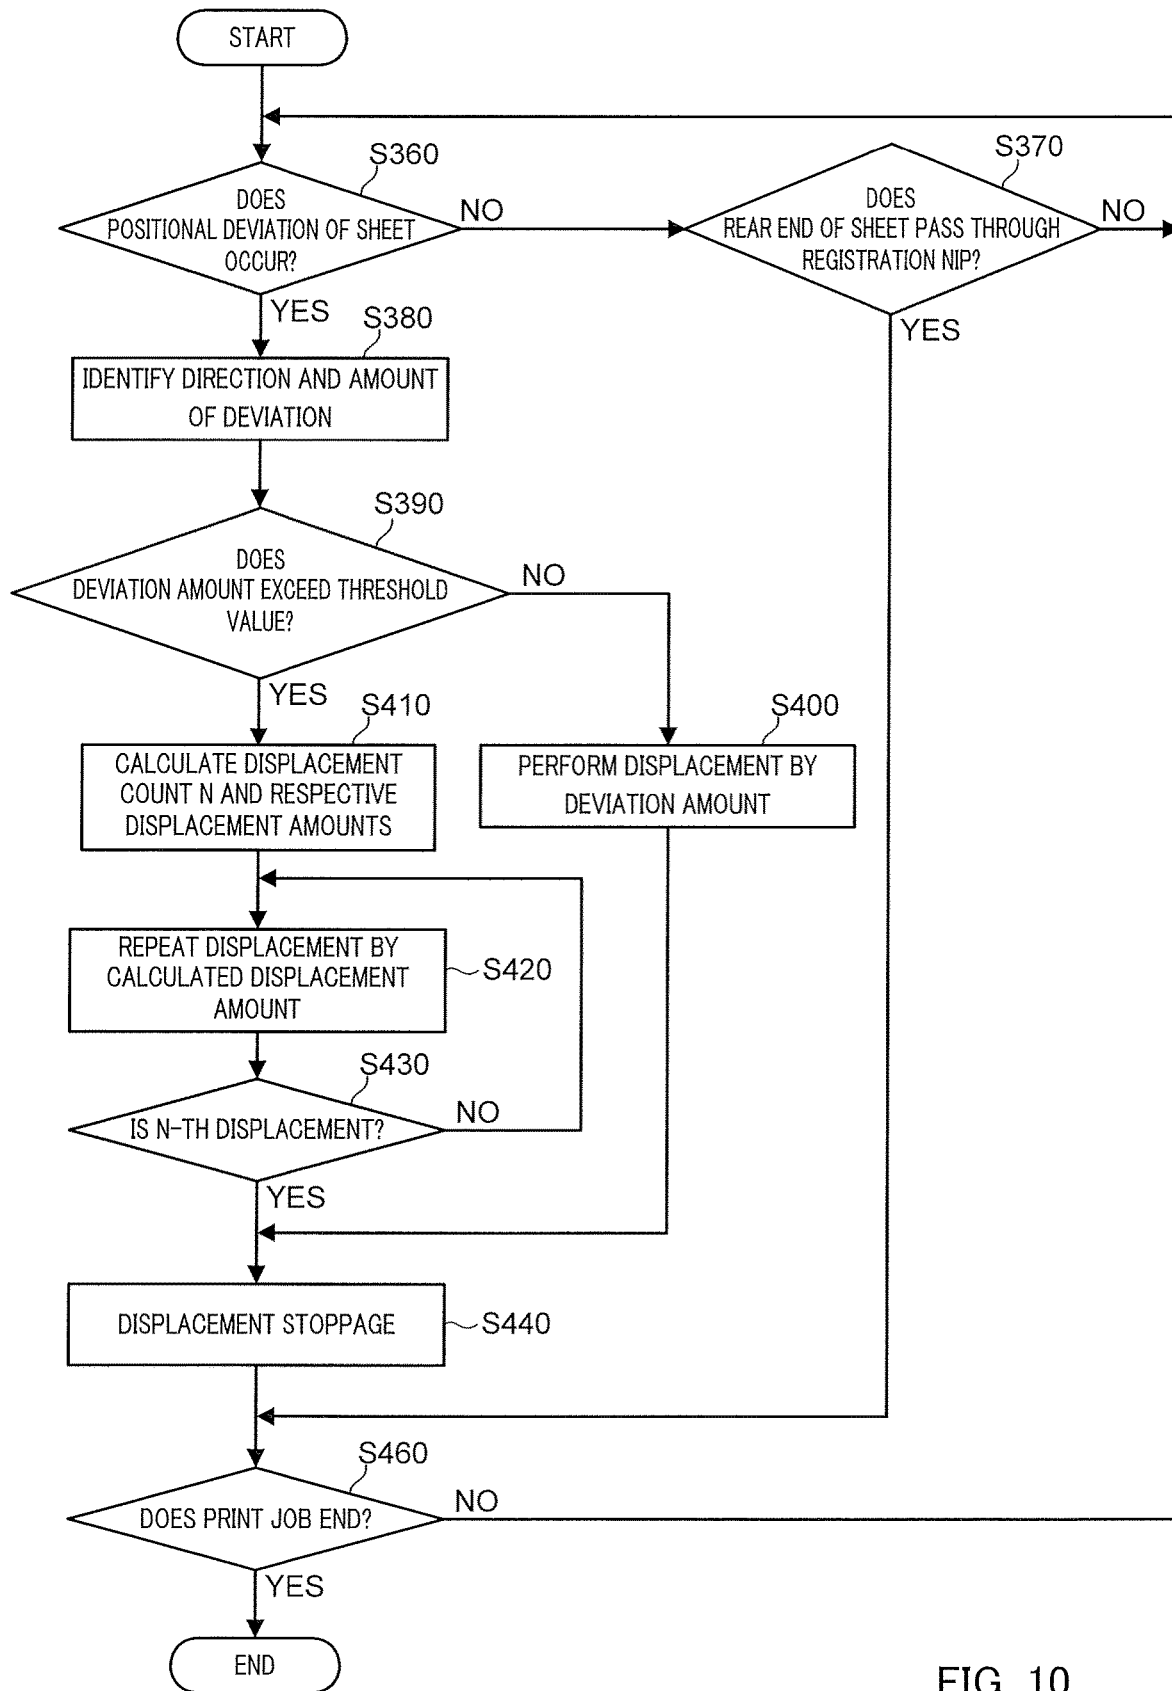 START
S360
DOES
POSITIONAL DEVIATION OF SHEET
OCCUR?
NO
YES
S370
DOES
REAR END OF SHEET PASS THROUGH
REGISTRATION NIP?
NO
YES
S380
IDENTIFY DIRECTION AND AMOUNT
OF DEVIATION
S390
DOES
DEVIATION AMOUNT EXCEED THRESHOLD
VALUE?
NO
YES
S410
CALCULATE DISPLACEMENT
COUNT N AND RESPECTIVE
DISPLACEMENT AMOUNTS
S400
PERFORM DISPLACEMENT BY
DEVIATION AMOUNT
REPEAT DISPLACEMENT BY
CALCULATED DISPLACEMENT
AMOUNT
S420
S430
IS N-TH DISPLACEMENT?
NO
YES
DISPLACEMENT STOPPAGE
S440
S460
DOES PRINT JOB END?
NO
YES
END
FIG. 10